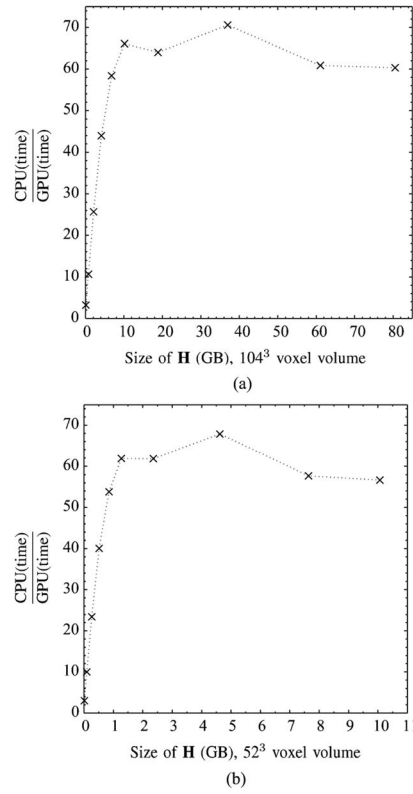 70
60
50
40
30
20
10
0
CPU(time)
GPU(time)
0 10 20 30 40 50 60 70 80
Size of H (GB), 104³ voxel volume
(a)
70
60
50
40
30
20
10
0
CPU(time)
GPU(time)
0 1 2 3 4 5 6 7 8 9 10 11
Size of H (GB), 52³ voxel volume
(b)